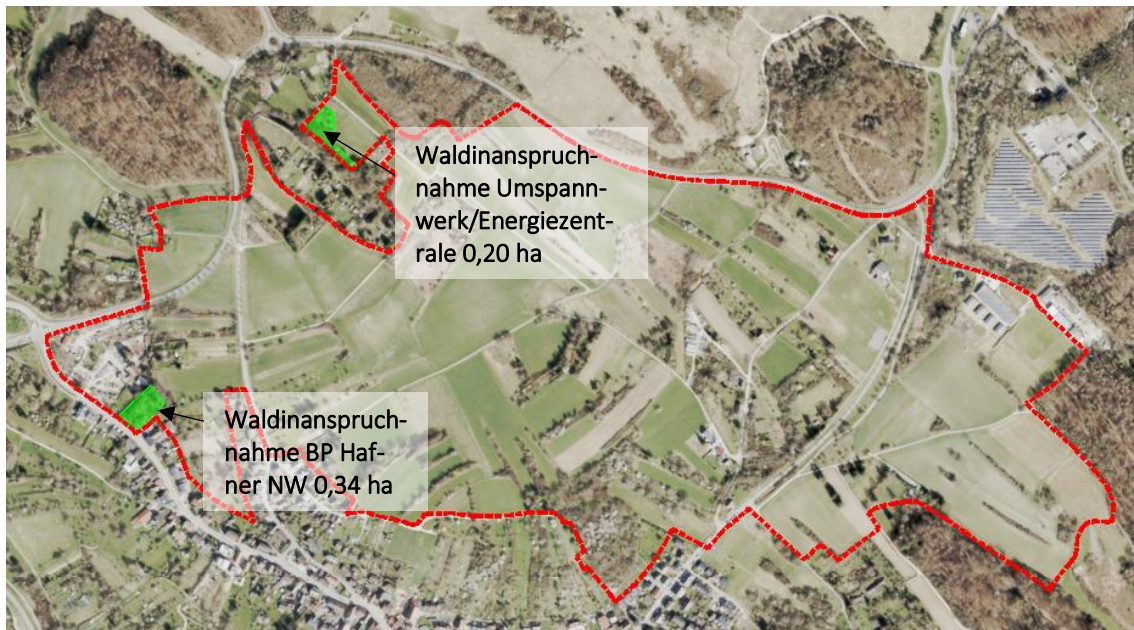 Waldinanspruch-
nahme Umspann-
werk/Energiezent-
rale 0,20 ha
Waldinanspruch-
nahme BP Haf-
ner NW 0,34 ha